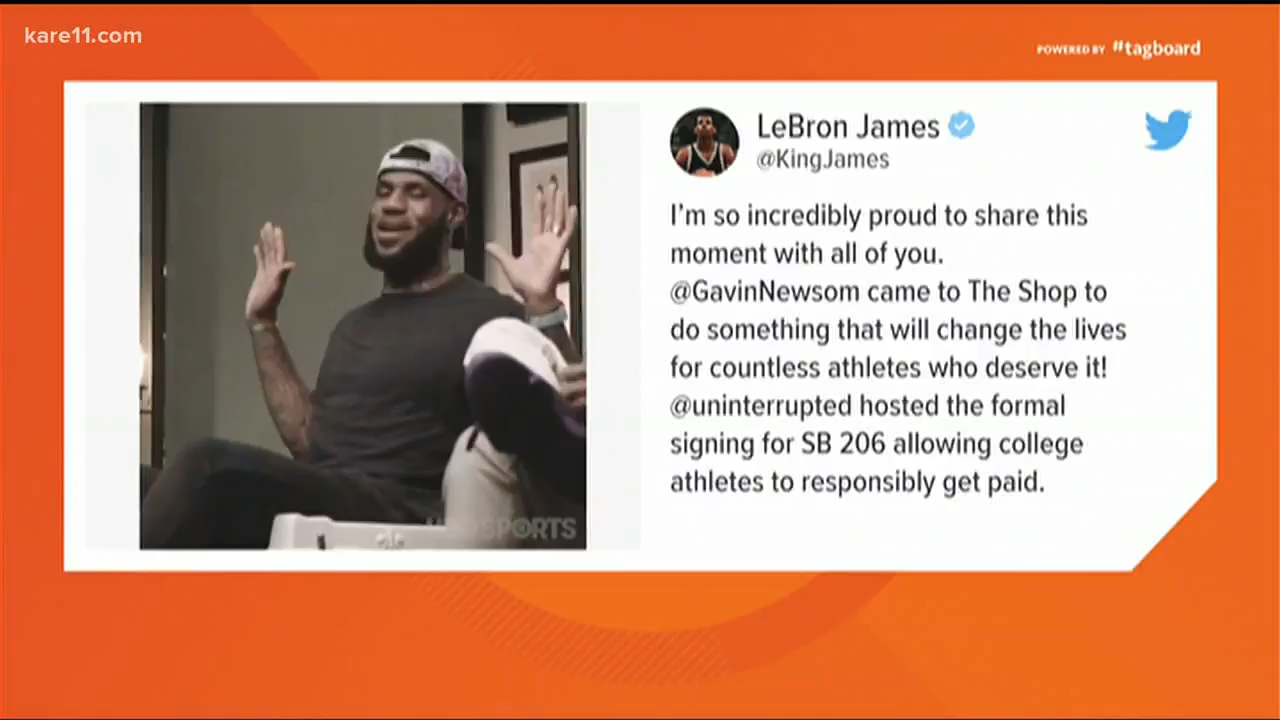 kare11.com
POWERED BY #tagboard
LeBron James
@KingJames
I'm so incredibly proud to share this
moment with all of you.
@GavinNewsom came to The Shop to
do something that will change the lives
for countless athletes who deserve it!
@uninterrupted hosted the formal
signing for SB 206 allowing college
athletes to responsibly get paid.
SPORTS